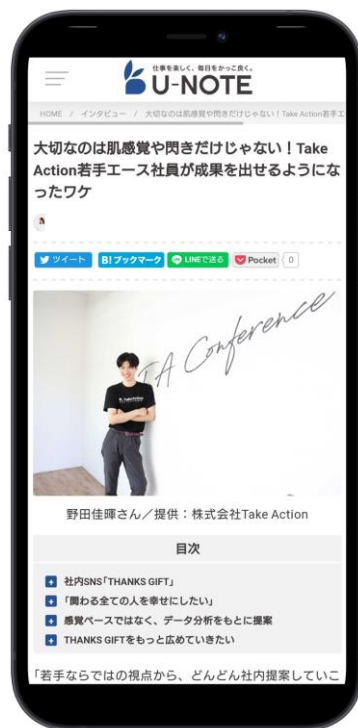 仕事を楽しく、毎日をかっこ良く。
U-NOTE
HOME / インタビュー / 大切なのは肌感覚や閃きだけじゃない！Take Action若手エ
大切なのは肌感覚や閃きだけじゃない！Take
Action若手エース社員が成果を出せるようにな
ったワケ
ツイート B!ブックマーク LINEで送る Pocket 0
TA Conference
野田佳暉さん／提供：株式会社Take Action
目次
社内SNS「THANKS GIFT」
「関わる全ての人を幸せにしたい」
感覚ベースではなく、データ分析をもとに提案
THANKS GIFTをもっと広めていきたい
「若手ならではの視点から、どんどん社内提案していこ